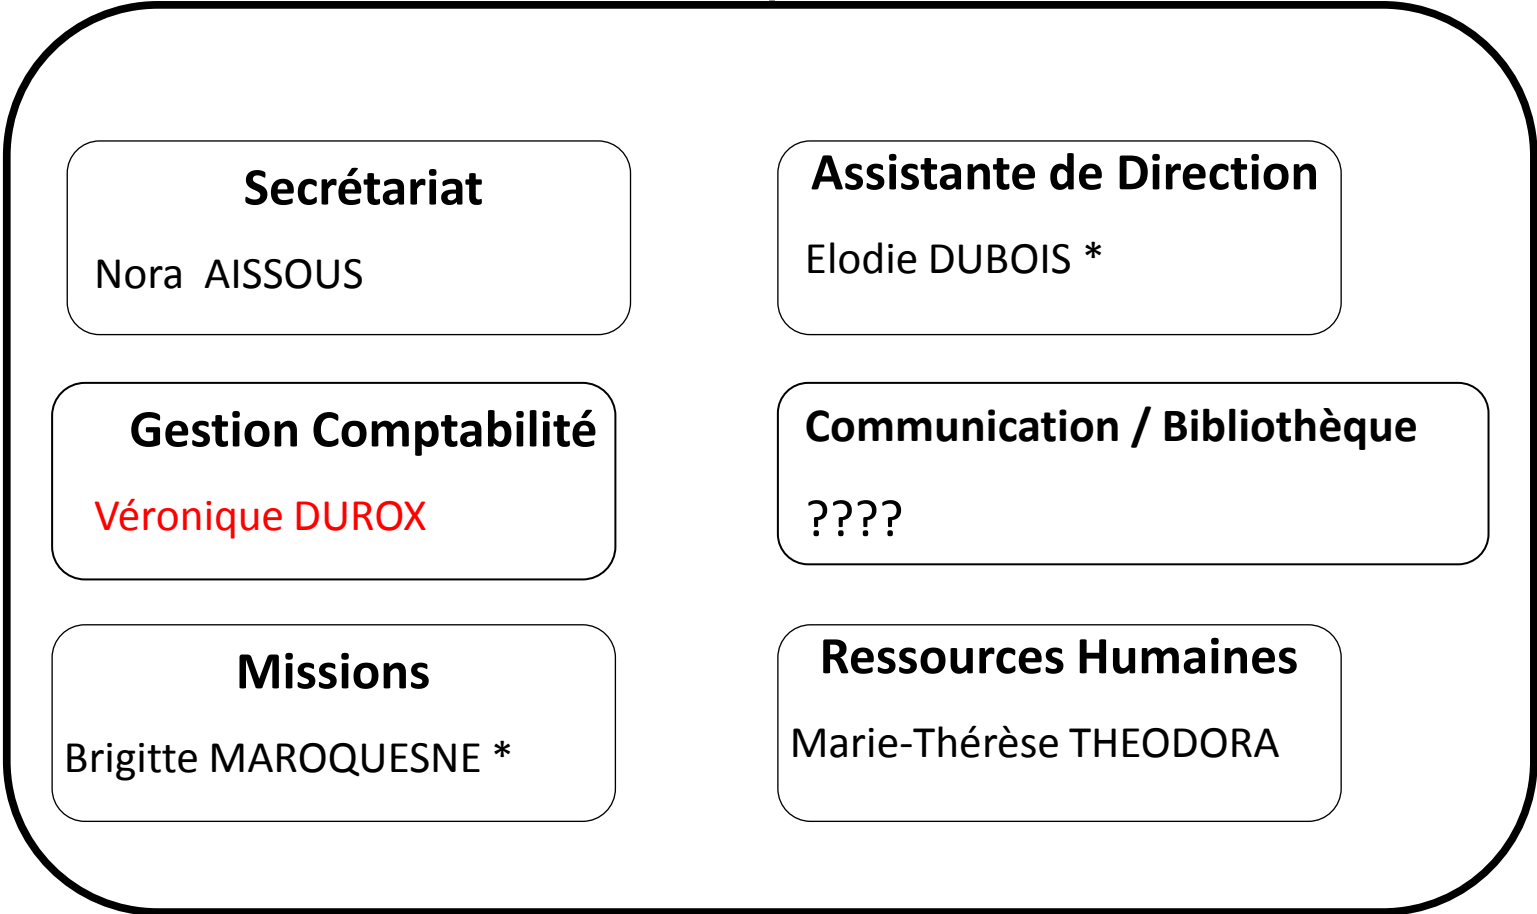 Secrétariat
Nora AISSOUS
Assistante de Direction
Elodie DUBOIS *
Gestion Comptabilité
Véronique DUROX
Communication / Bibliothèque
????
Missions
Brigitte MAROQUESNE *
Ressources Humaines
Marie-Thérèse THEODORA